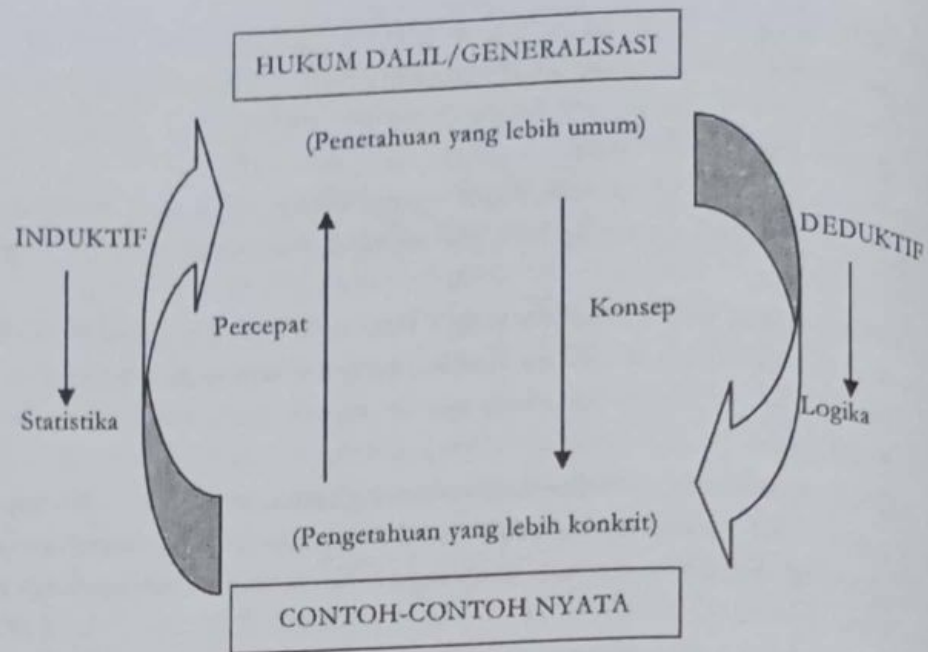 HUKUM DALIL/GENERALISASI
(Penetahuan yang lebih umum)
INDUKTIF
DEDUKTIF
Percepat
Konsep
Statistika
Logika
(Pengetahuan yang lebih konkrit)
CONTOH-CONTOH NYATA